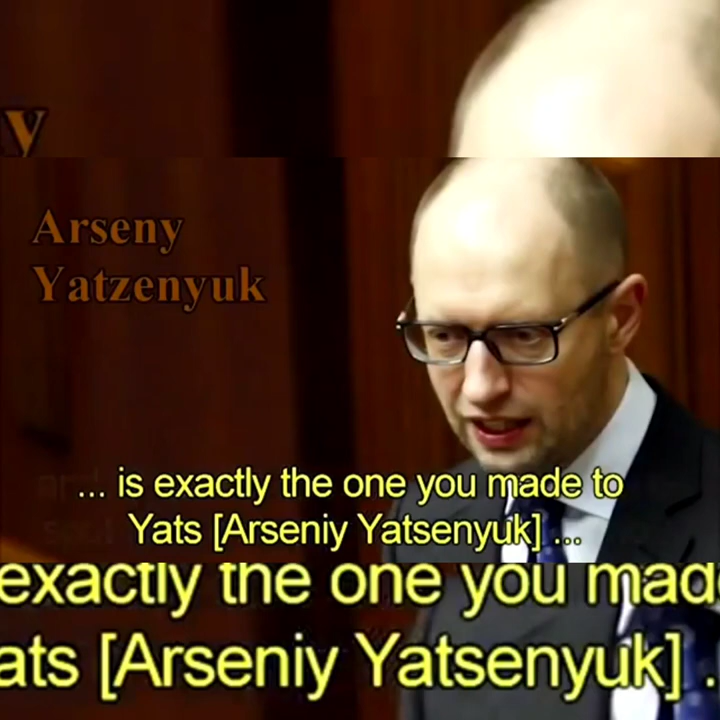 y
Arseny
Yatzenyuk
... is exactly the one you made to
Yats [Arseniy Yatsenyuk] ...
exactly the one you mad
ats [Arseniy Yatsenyuk] .